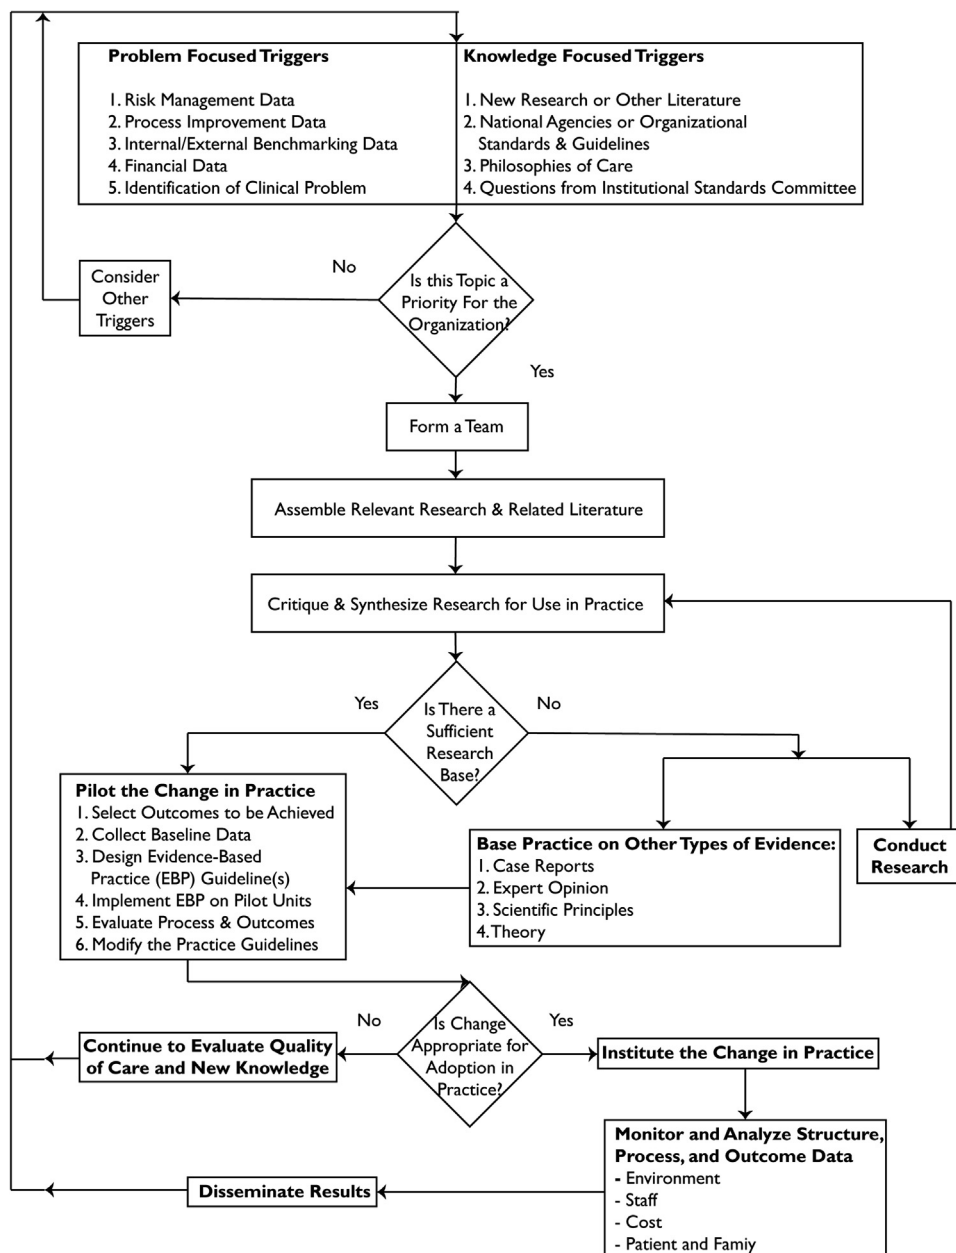 Problem Focused Triggers
1. Risk Management Data
2. Process Improvement Data
3. Internal/External Benchmarking Data
4. Financial Data
5. Identification of Clinical Problem
Knowledge Focused Triggers
1. New Research or Other Literature
2. National Agencies or Organizational
Standards & Guidelines
3. Philosophies of Care
4. Questions from Institutional Standards Committee
Is this Topic a
Priority For the
Organization?
No
Consider
Other
Triggers
Yes
Form a Team
Assemble Relevant Research & Related Literature
Critique & Synthesize Research for Use in Practice
Is There a
Sufficient
Research
Base?
Yes
No
Pilot the Change in Practice
1. Select Outcomes to be Achieved
2. Collect Baseline Data
3. Design Evidence-Based
Practice (EBP) Guideline(s)
4. Implement EBP on Pilot Units
5. Evaluate Process & Outcomes
6. Modify the Practice Guidelines
Base Practice on Other Types of Evidence:
1. Case Reports
2. Expert Opinion
3. Scientific Principles
4. Theory
Conduct
Research
Is Change
Appropriate for
Adoption in
Practice?
No
Yes
Continue to Evaluate Quality
of Care and New Knowledge
Institute the Change in Practice
Monitor and Analyze Structure,
Process, and Outcome Data
- Environment
- Staff
- Cost
- Patient and Famiy
Disseminate Results